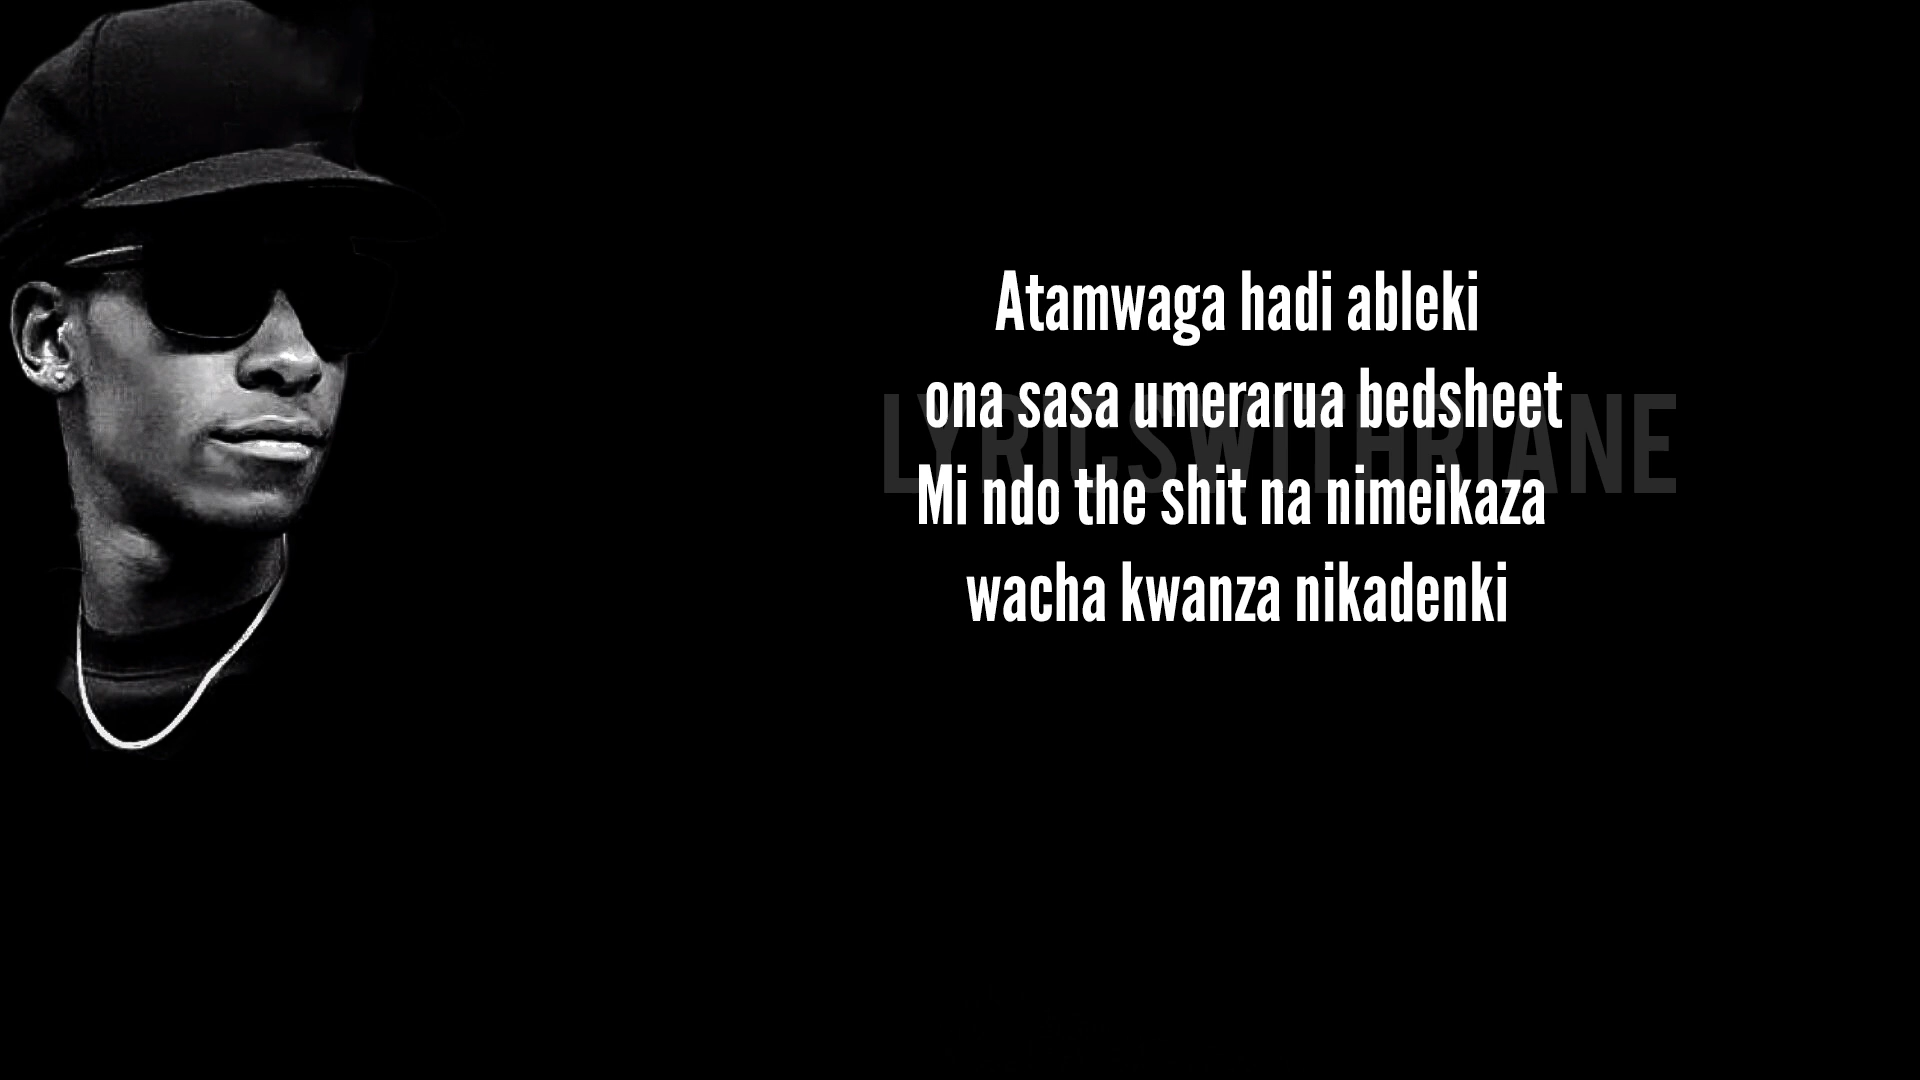 Atamwaga hadi ableki
ona sasa umerarua bedsheet
LYRICSWITHRIANE
Mi ndo the shit na nimeikaza
wacha kwanza nikadenki